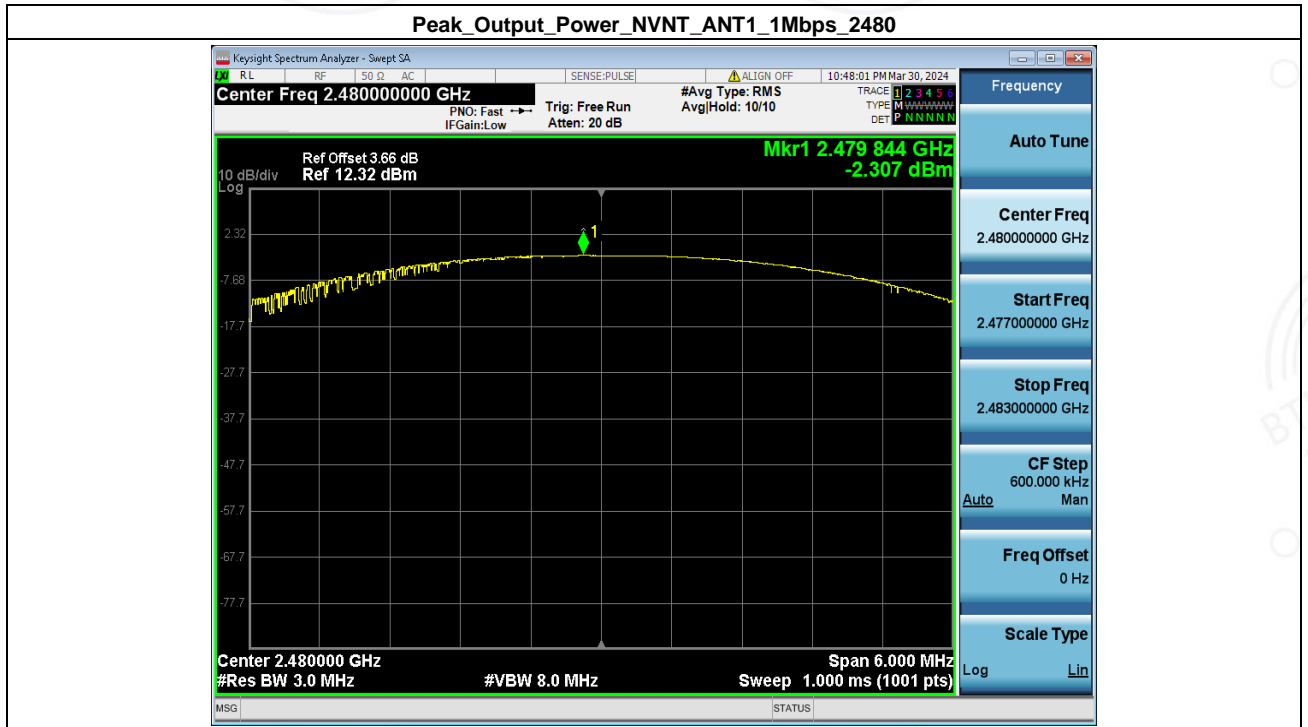 Peak_Output_Power_NVNT_ANT1_1Mbps_2480
Keysight Spectrum Analyzer - Swept SA
LXI RL RF 50 Ω AC SENSE:PULSE ALIGN OFF 10:48:01 PM Mar 30, 2024
Center Freq 2.480000000 GHz
PNO: Fast
IFGain:Low
Trig: Free Run
Atten: 20 dB
#Avg Type: RMS
Avg|Hold: 10/10
TRACE 1 2 3 4 5 6
TYPE M WWWWW
DET P N N N N N
Mkr1 2.479 844 GHz
-2.307 dBm
Ref Offset 3.66 dB
10 dB/div Ref 12.32 dBm
Log
1
2.32
-7.68
-17.7
-27.7
-37.7
-47.7
-57.7
-67.7
-77.7
Center 2.480000 GHz Span 6.000 MHz
#Res BW 3.0 MHz #VBW 8.0 MHz Sweep 1.000 ms (1001 pts)
MSG STATUS
Frequency
Auto Tune
Center Freq
2.480000000 GHz
Start Freq
2.477000000 GHz
Stop Freq
2.483000000 GHz
CF Step
600.000 kHz
Auto Man
Freq Offset
0 Hz
Scale Type
Log Lin